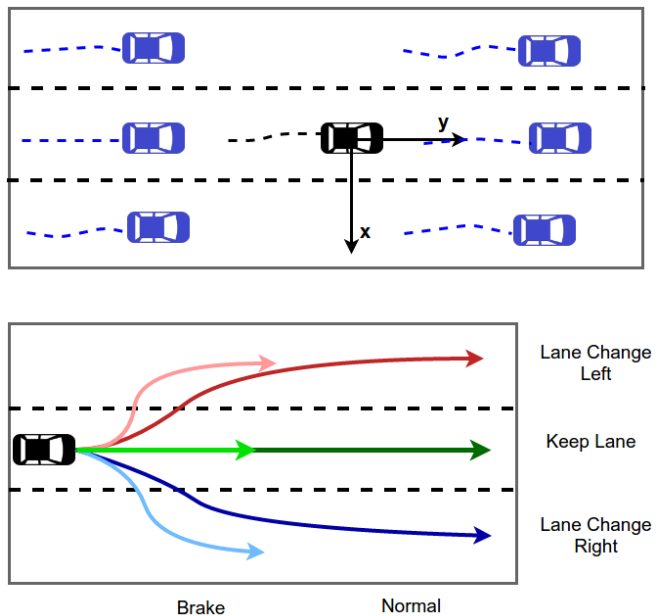 y
x
Lane Change
Left
Keep Lane
Lane Change
Right
Brake
Normal